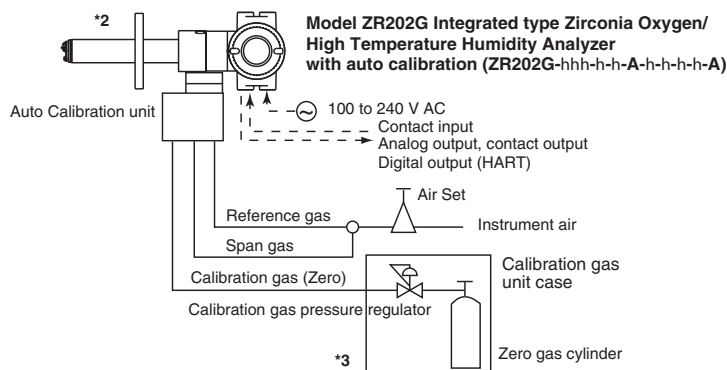 *2
Model ZR202G Integrated type Zirconia Oxygen/
High Temperature Humidity Analyzer
with auto calibration (ZR202G-hhh-h-h-A-h-h-h-h-A)
Auto Calibration unit
100 to 240 V AC
Contact input
Analog output, contact output
Digital output (HART)
Air Set
Reference gas
Instrument air
Span gas
Calibration gas (Zero)
Calibration gas
unit case
Calibration gas pressure regulator
Zero gas cylinder
*3